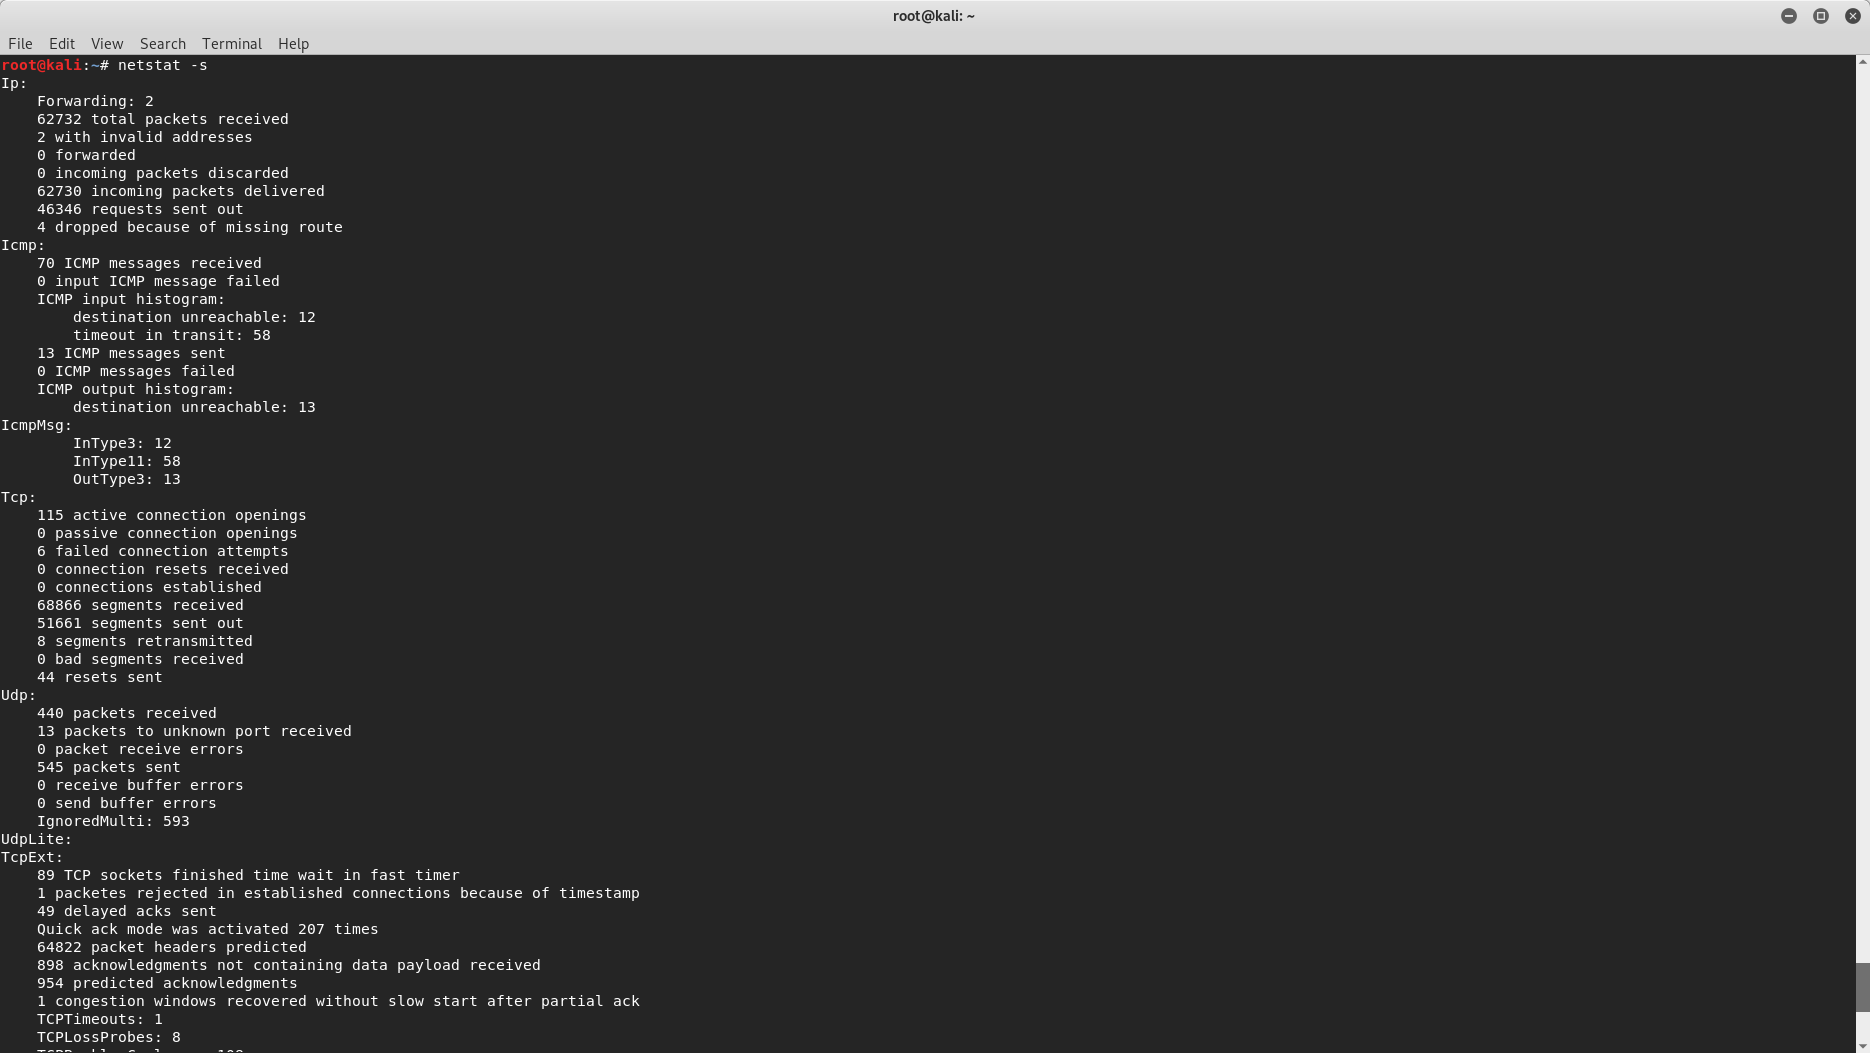 root@kali: ~
File Edit View Search Terminal Help
root@kali:~# netstat -s
Ip:
    Forwarding: 2
    62732 total packets received
    2 with invalid addresses
    0 forwarded
    0 incoming packets discarded
    62730 incoming packets delivered
    46346 requests sent out
    4 dropped because of missing route
Icmp:
    70 ICMP messages received
    0 input ICMP message failed
    ICMP input histogram:
        destination unreachable: 12
        timeout in transit: 58
    13 ICMP messages sent
    0 ICMP messages failed
    ICMP output histogram:
        destination unreachable: 13
IcmpMsg:
        InType3: 12
        InType11: 58
        OutType3: 13
Tcp:
    115 active connection openings
    0 passive connection openings
    6 failed connection attempts
    0 connection resets received
    0 connections established
    68866 segments received
    51661 segments sent out
    8 segments retransmitted
    0 bad segments received
    44 resets sent
Udp:
    440 packets received
    13 packets to unknown port received
    0 packet receive errors
    545 packets sent
    0 receive buffer errors
    0 send buffer errors
    IgnoredMulti: 593
UdpLite:
TcpExt:
    89 TCP sockets finished time wait in fast timer
    1 packetes rejected in established connections because of timestamp
    49 delayed acks sent
    Quick ack mode was activated 207 times
    64822 packet headers predicted
    898 acknowledgments not containing data payload received
    954 predicted acknowledgments
    1 congestion windows recovered without slow start after partial ack
    TCPTimeouts: 1
    TCPLossProbes: 8